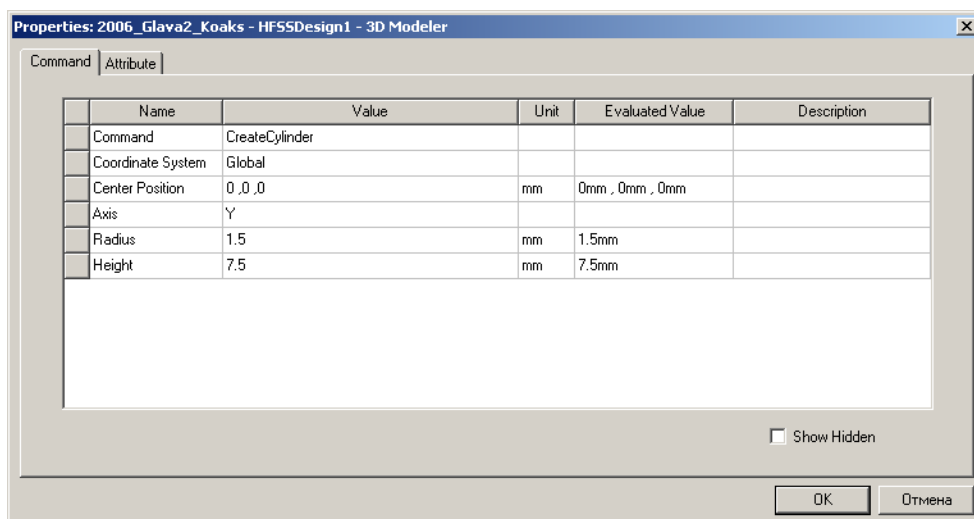 Properties: 2006_Glava2_Koaks - HFSSDesign1 - 3D Modeler
Command Attribute
Name Value Unit Evaluated Value Description
Command CreateCylinder
Coordinate System Global
Center Position 0 ,0 ,0 mm 0mm , 0mm , 0mm
Axis Y
Radius 1.5 mm 1.5mm
Height 7.5 mm 7.5mm
Show Hidden
OK Отмена